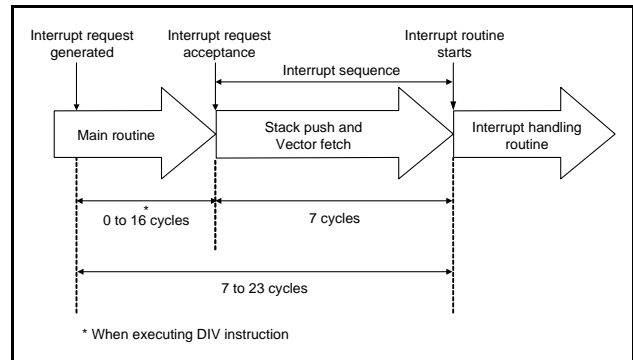 Interrupt request
generated
Interrupt request
acceptance
Interrupt routine
starts
Interrupt sequence
Main routine
Stack push and
Vector fetch
Interrupt handling
routine
*
0 to 16 cycles
7 cycles
7 to 23 cycles
* When executing DIV instruction